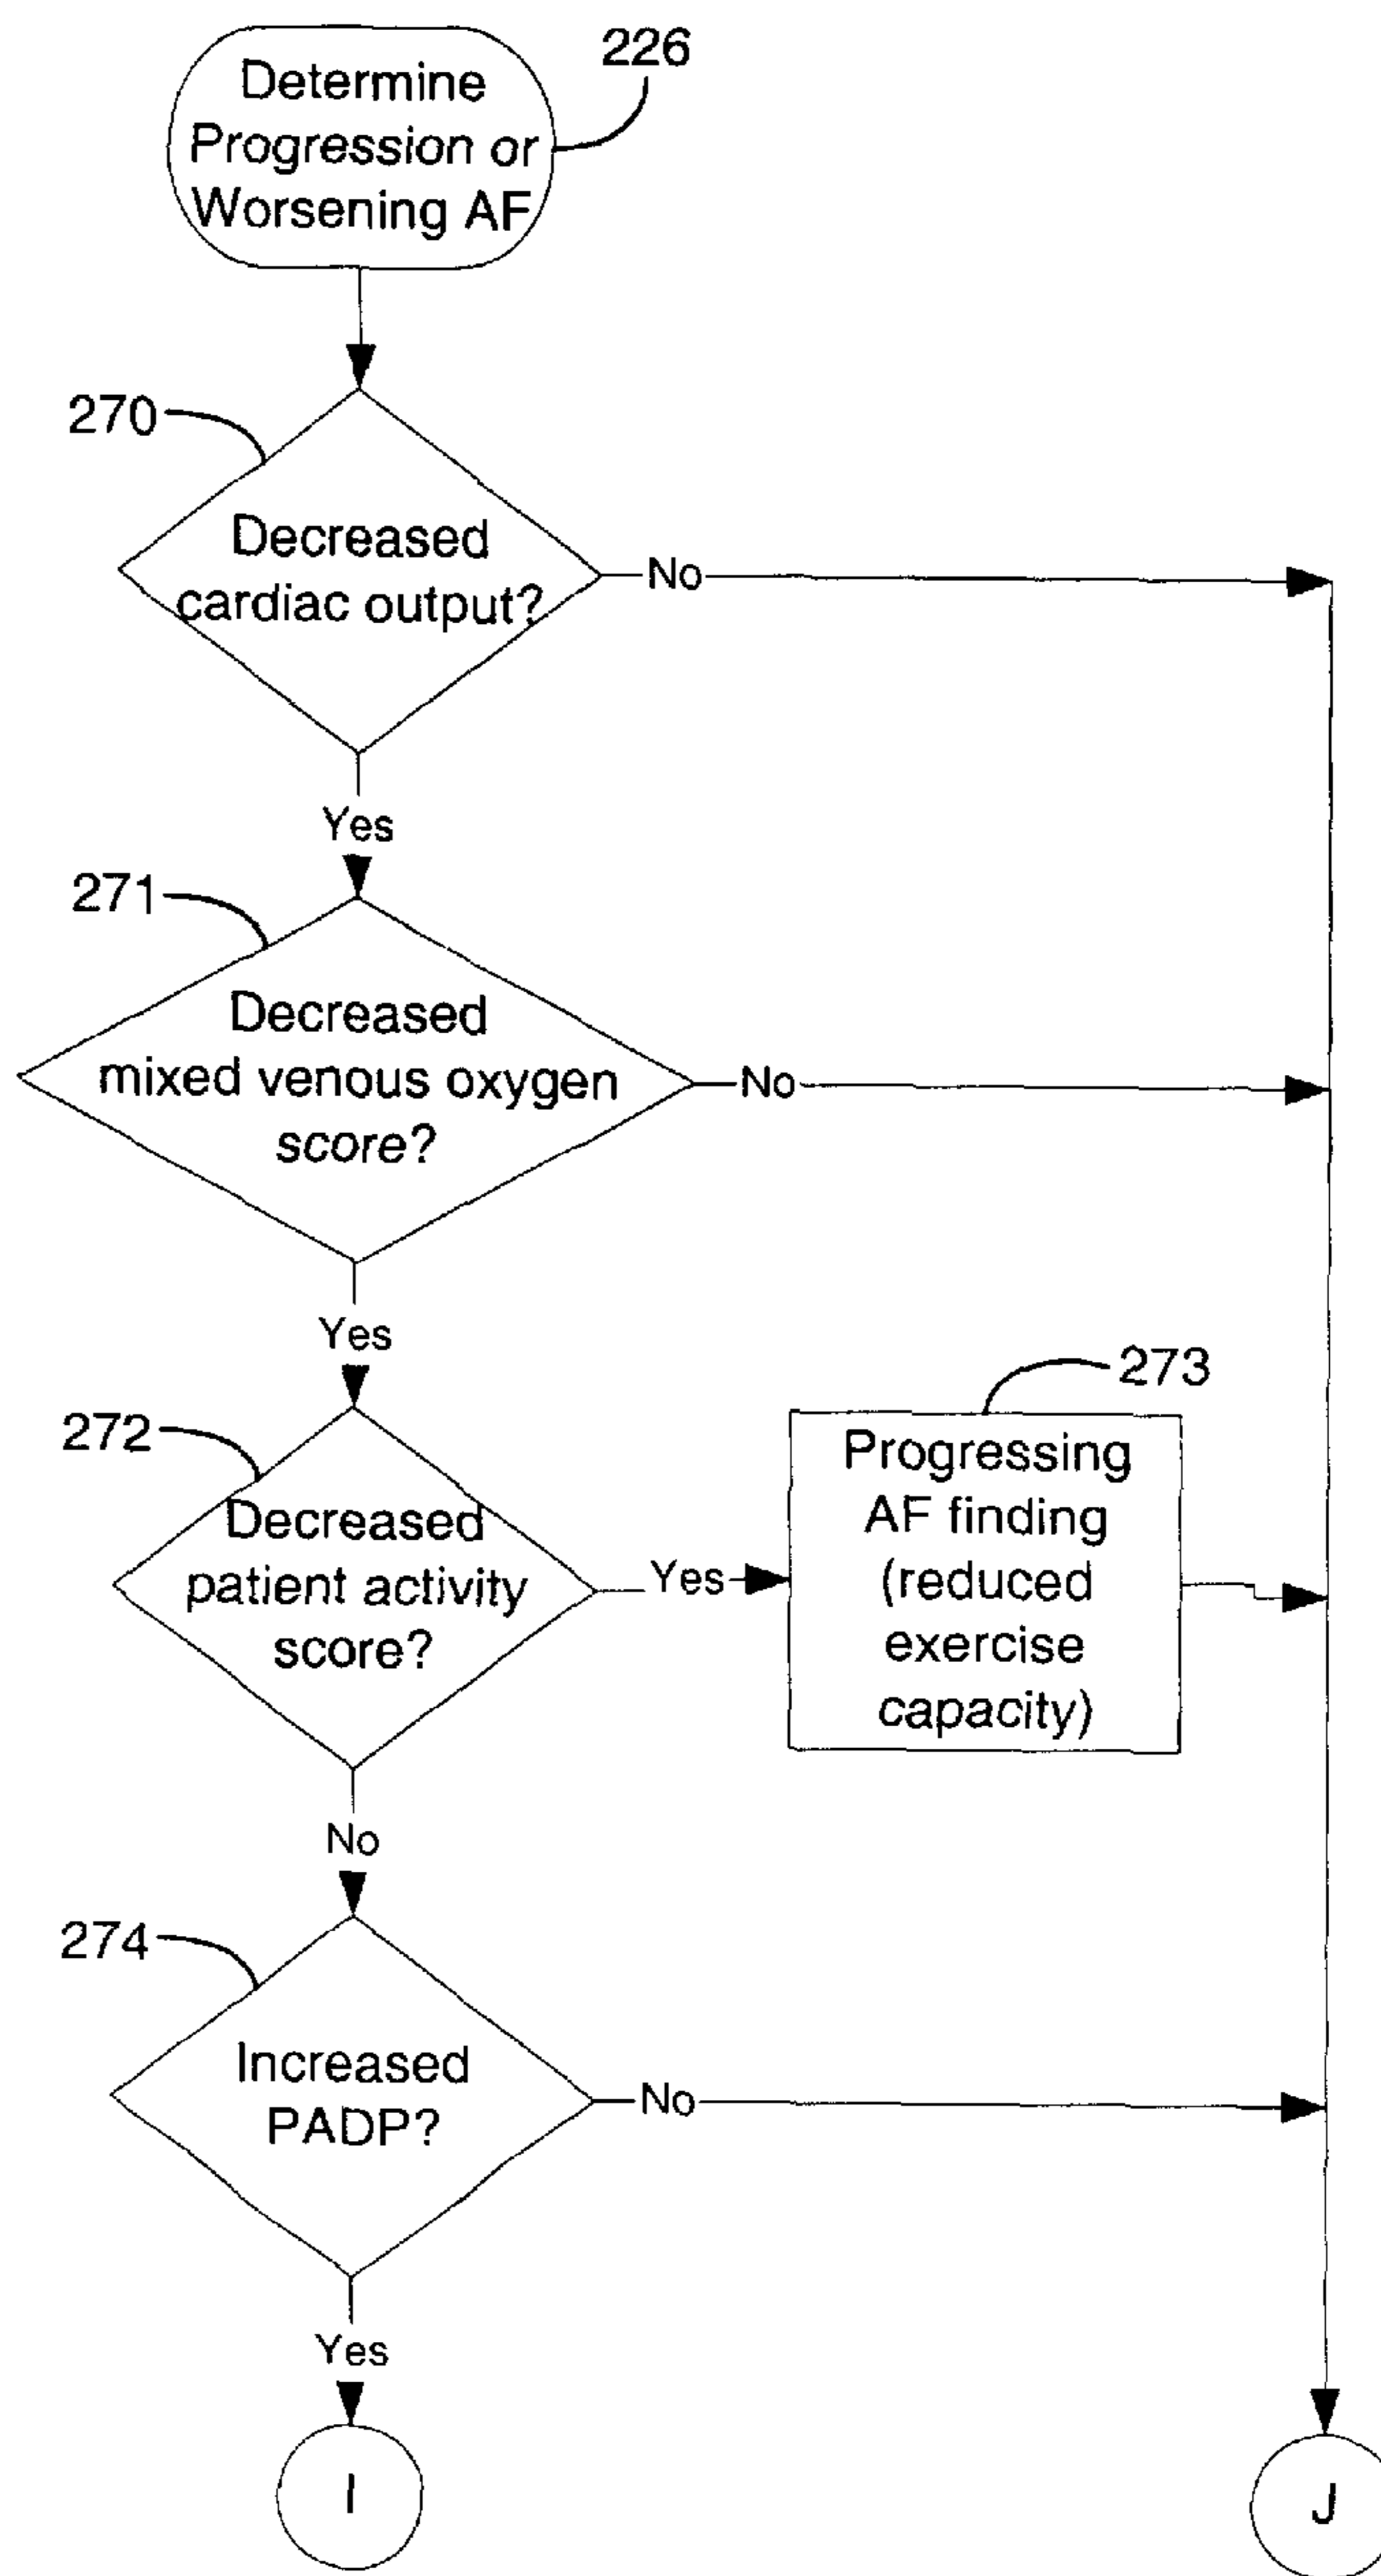 226
Determine
Progression or
Worsening AF
270
Decreased
cardiac output?
No
Yes
271
Decreased
mixed venous oxygen
score?
No
Yes
272
Decreased
patient activity
score?
Yes
273
Progressing
AF finding
(reduced
exercise
capacity)
No
274
Increased
PADP?
No
Yes
I
J